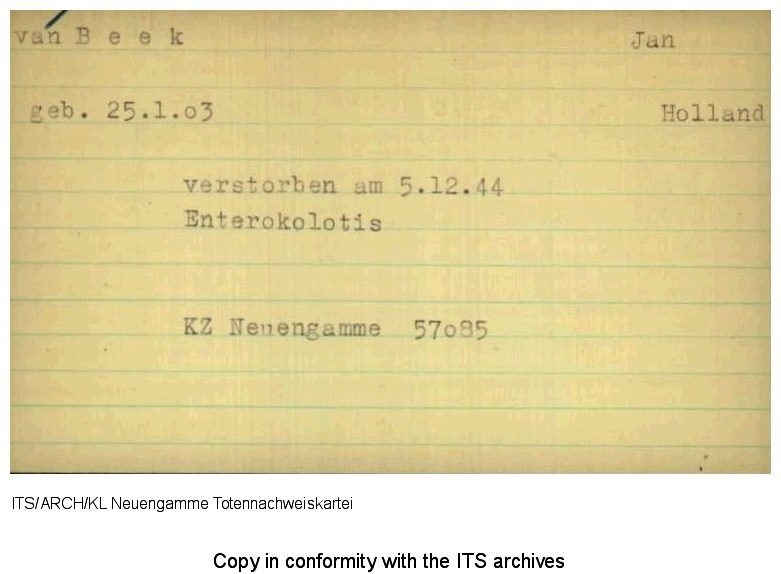 van B e e k Jan
geb. 25.1.o3 Holland
verstorben am 5.12.44
Enterokolotis
KZ Neuengamme 57o85
ITS/ARCH/KL Neuengamme Totennachweiskartei
Copy in conformity with the ITS archives